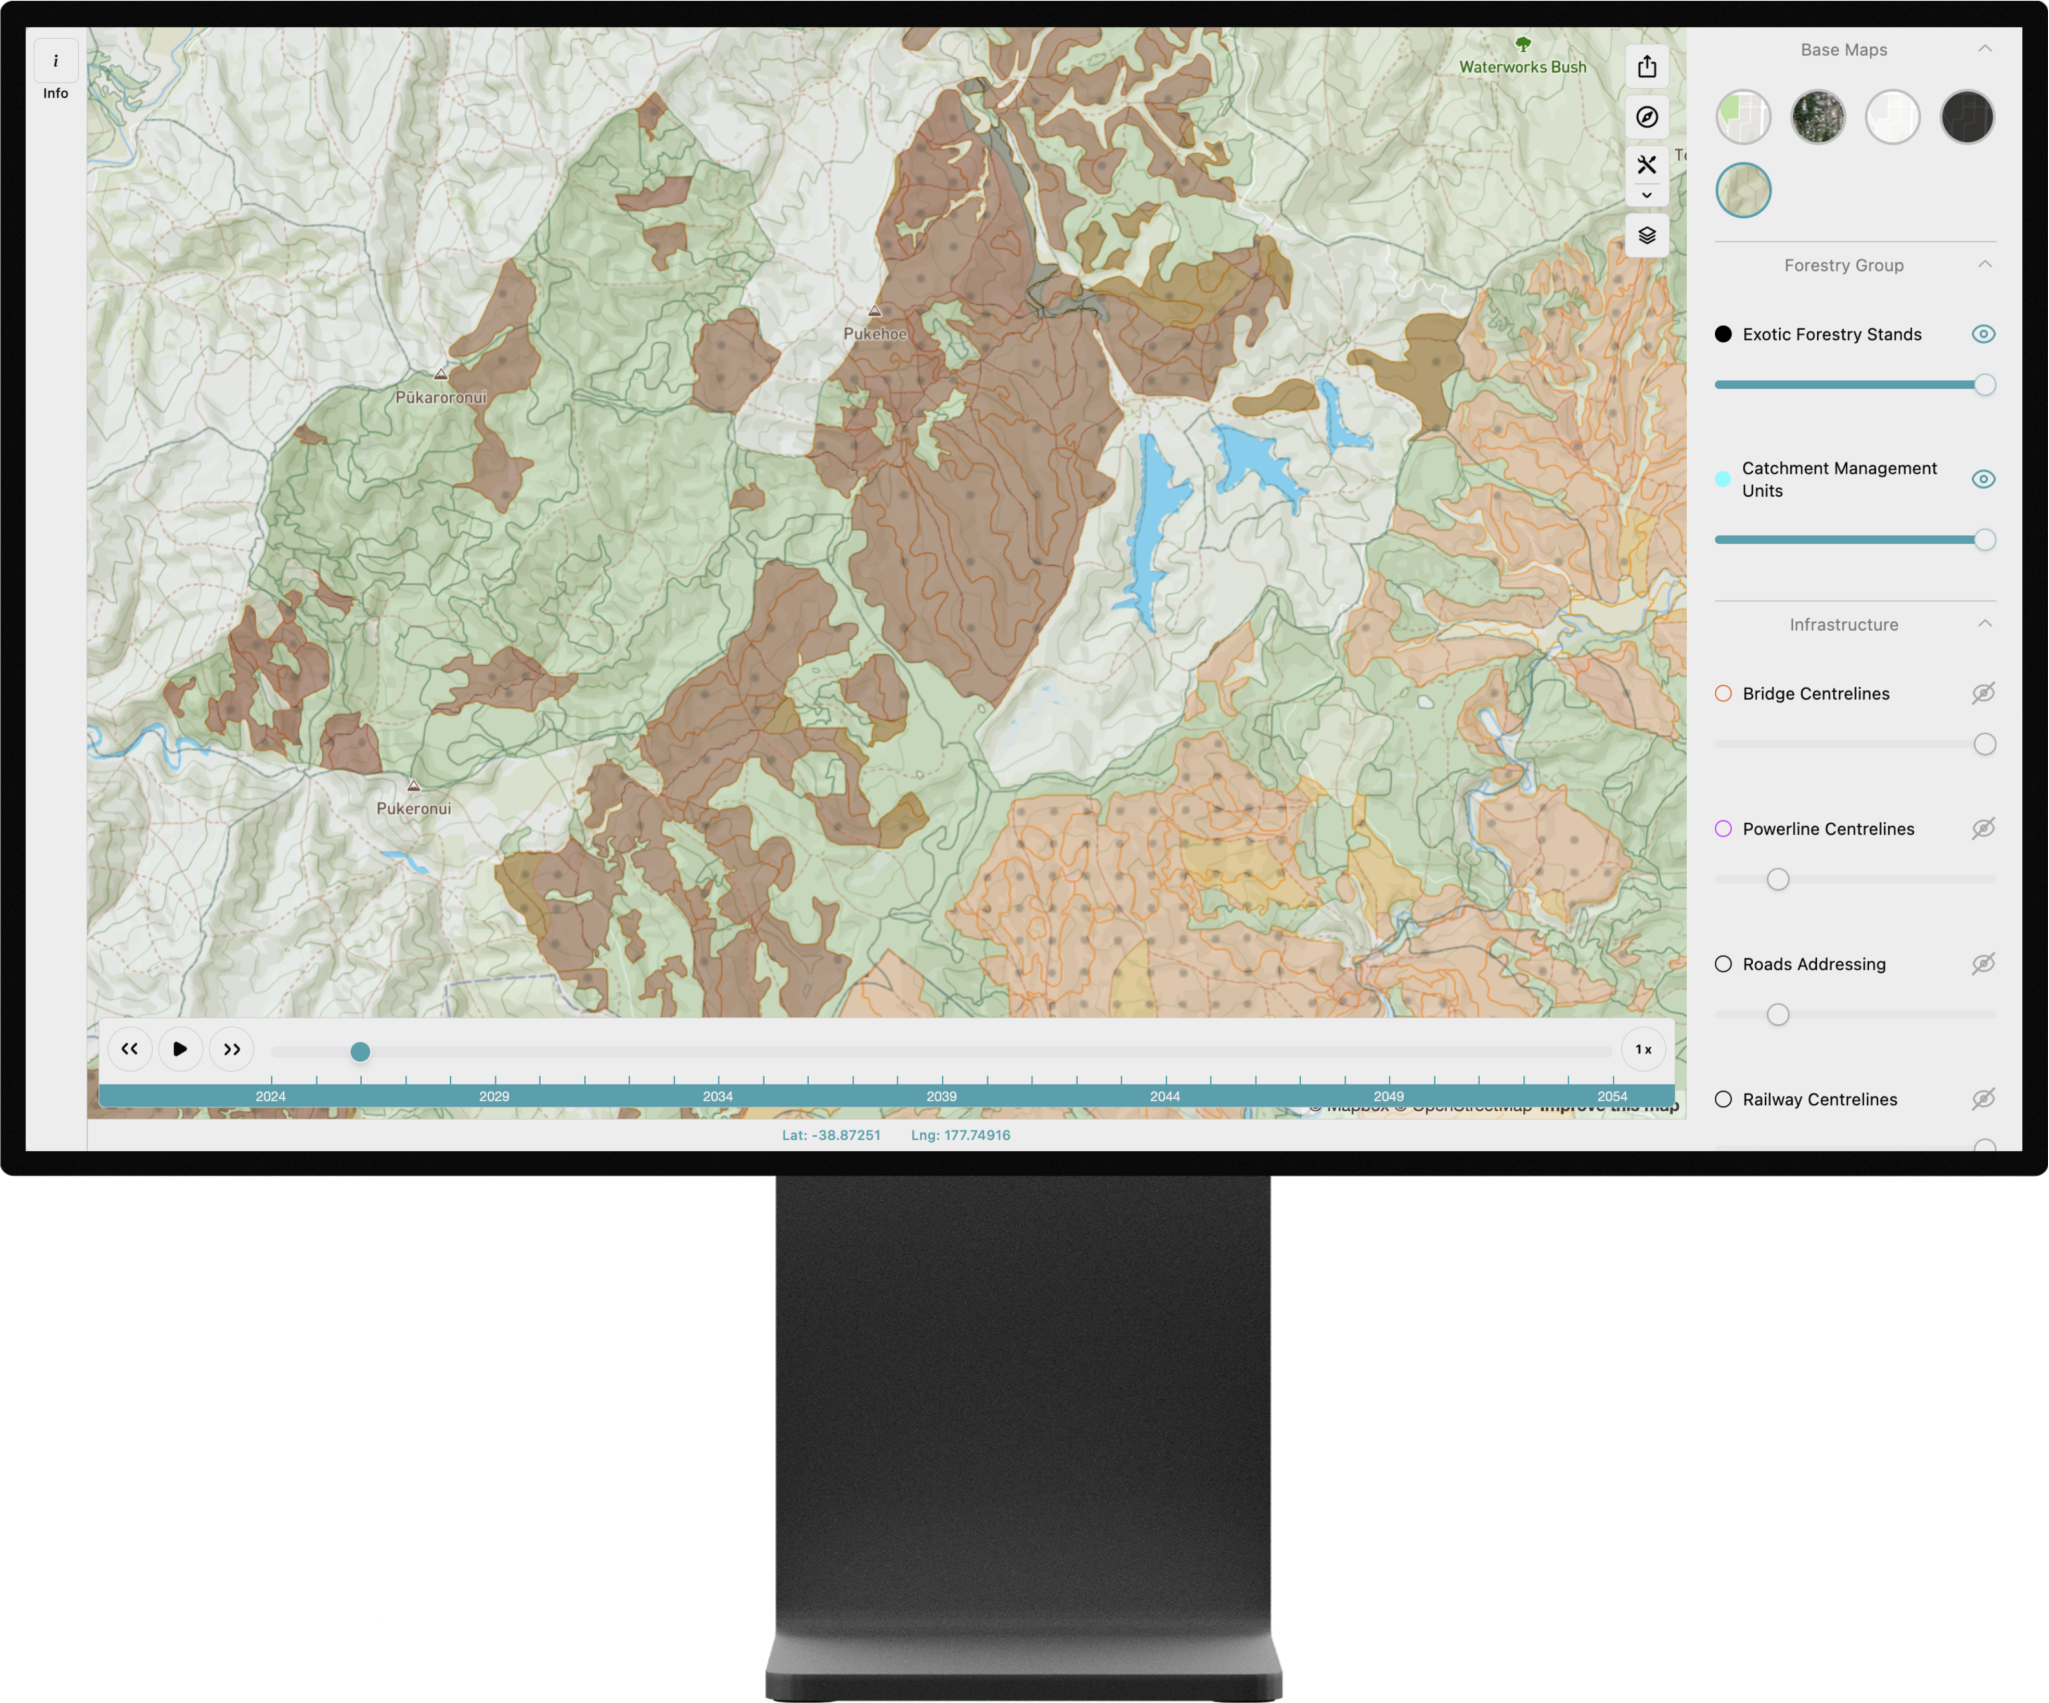 i
Info
Waterworks Bush
Pukehoe
Pūkaroronui
Pukeronui
1 x
2024 2029 2034 2039 2044 2049 2054
© Mapbox © OpenStreetMap Improve this map
Lat: -38.87251 Lng: 177.74916
Base Maps
Forestry Group
Exotic Forestry Stands
Catchment Management
Units
Infrastructure
Bridge Centrelines
Powerline Centrelines
Roads Addressing
Railway Centrelines